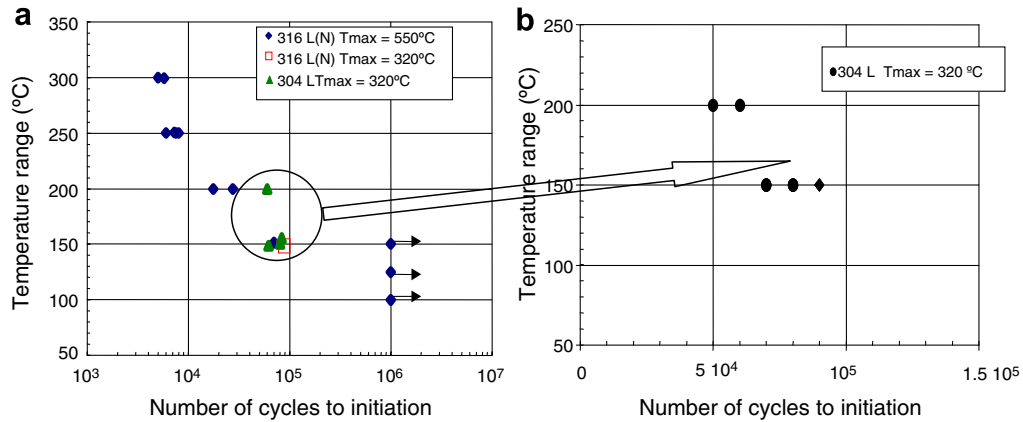 a
350
300
250
200
150
100
50
10³
10⁴
10⁵
10⁶
10⁷
Temperature range (ºC)
Number of cycles to initiation
316 L(N) Tmax = 550ºC
316 L(N) Tmax = 320ºC
304 LTmax = 320ºC
b
250
200
150
100
50
0
5 10⁴
10⁵
1.5 10⁵
Temperature range (ºC)
Number of cycles to initiation
304 L Tmax = 320 ºC